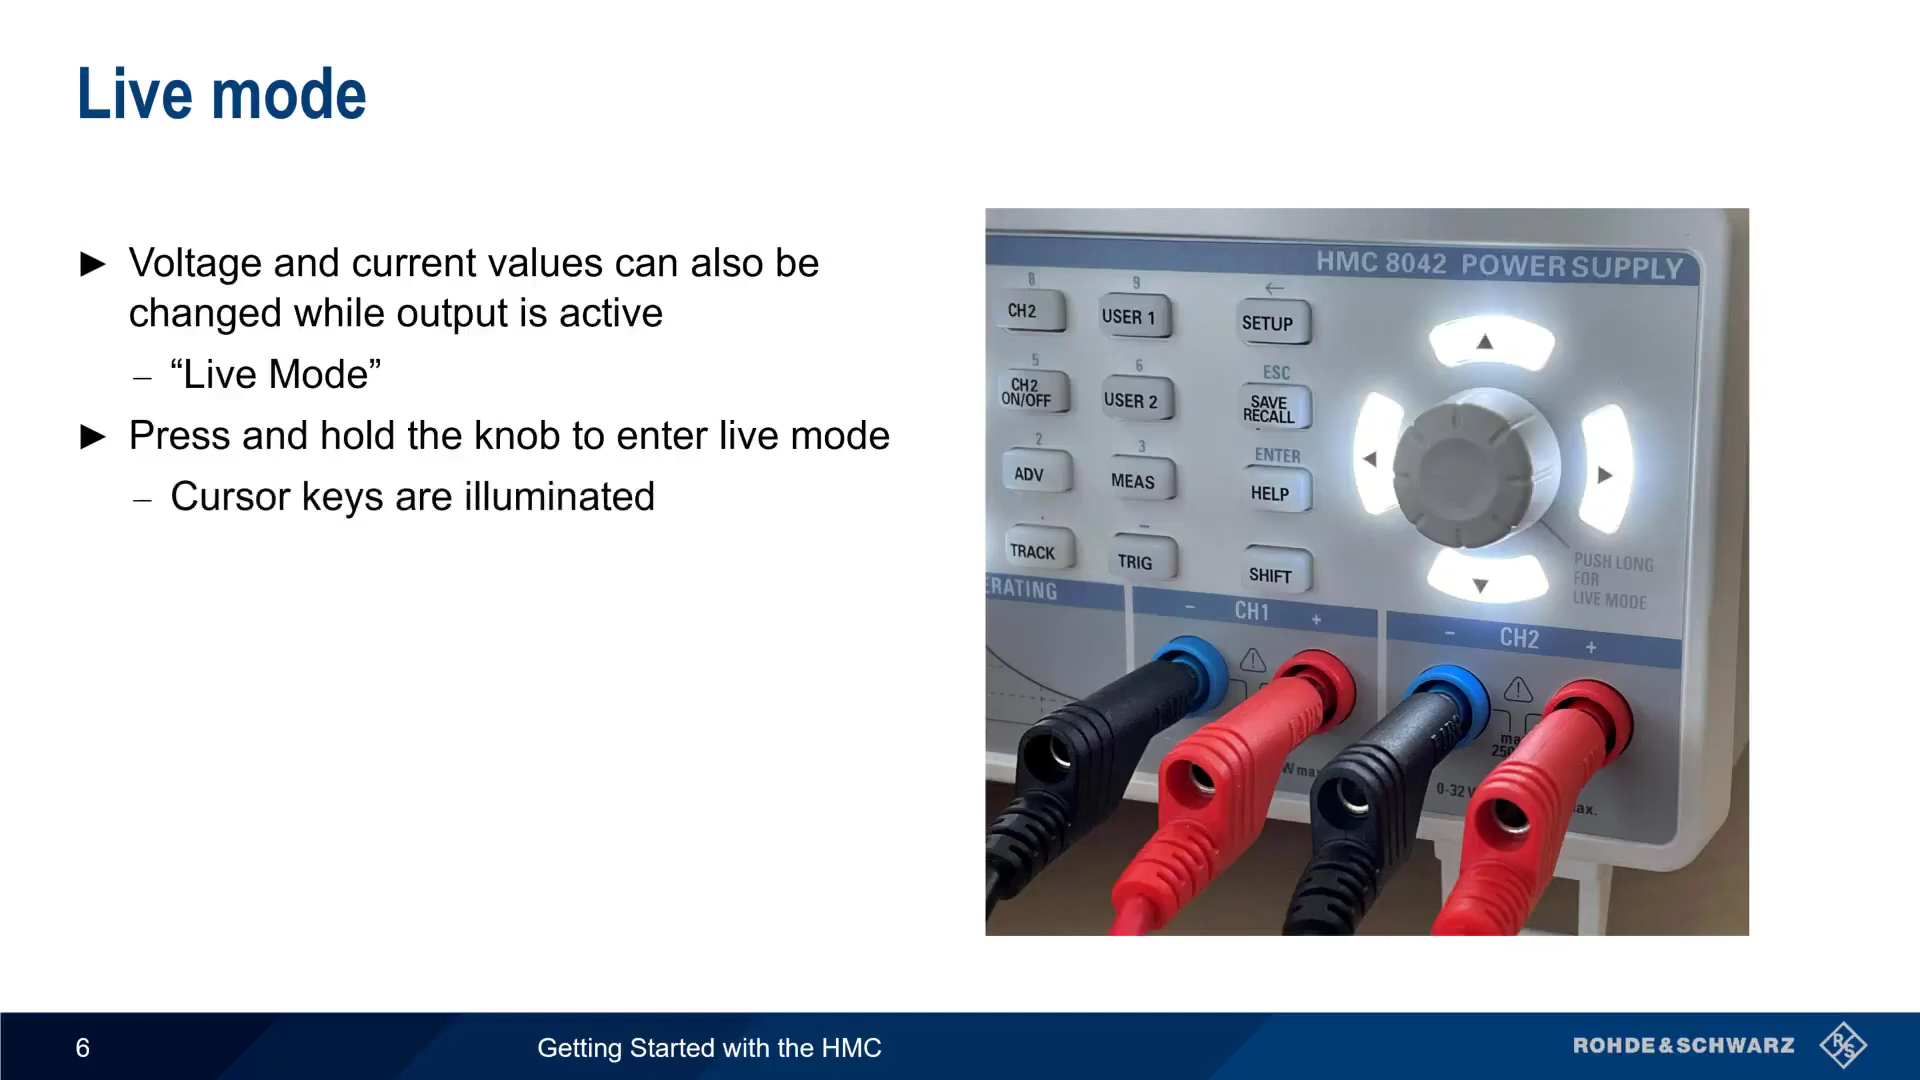 Live mode
► Voltage and current values can also be
changed while output is active
– “Live Mode”
► Press and hold the knob to enter live mode
– Cursor keys are illuminated
HMC 8042 POWER SUPPLY
8
9
←
CH2
USER 1
SETUP
5
6
ESC
CH2
ON/OFF
USER 2
SAVE
RECALL
2
3
ENTER
ADV
MEAS
HELP
.
–
TRACK
TRIG
SHIFT
PUSH LONG
FOR
LIVE MODE
– CH1 +
– CH2 +
0-32 V
6
Getting Started with the HMC
ROHDE&SCHWARZ
R&S